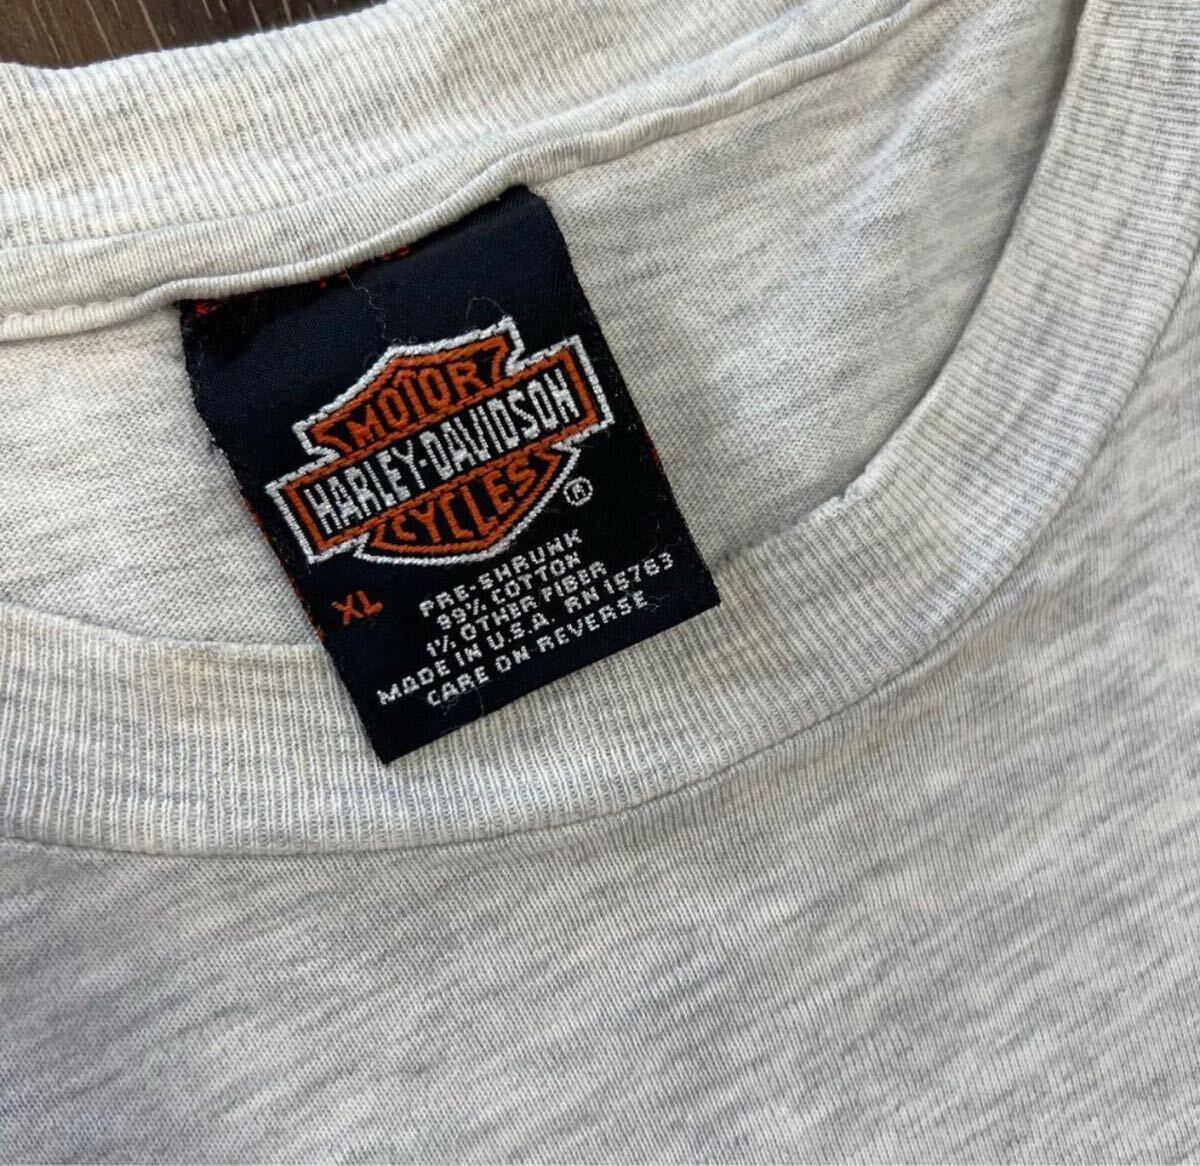 MOTOR
HARLEY-DAVIDSON
CYCLES
®
XL
PRE-SHRUNK
99% COTTON
1% OTHER FIBER
MADE IN U.S.A. RN 15763
CARE ON REVERSE